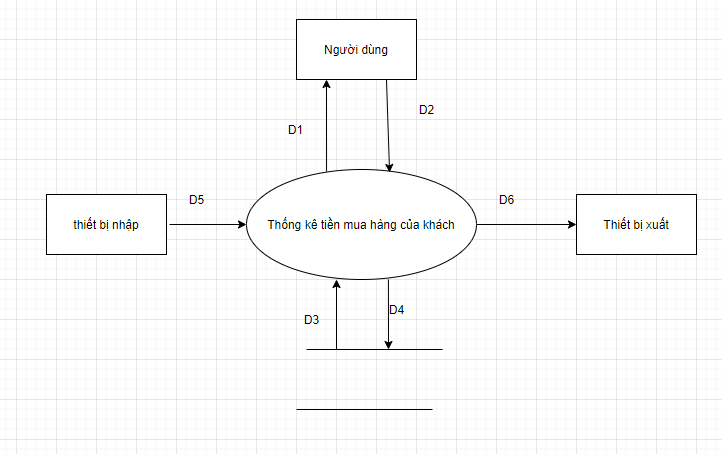 Người dùng
D1
D2
thiết bị nhập
D5
Thống kê tiền mua hàng của khách
D6
Thiết bị xuất
D3
D4